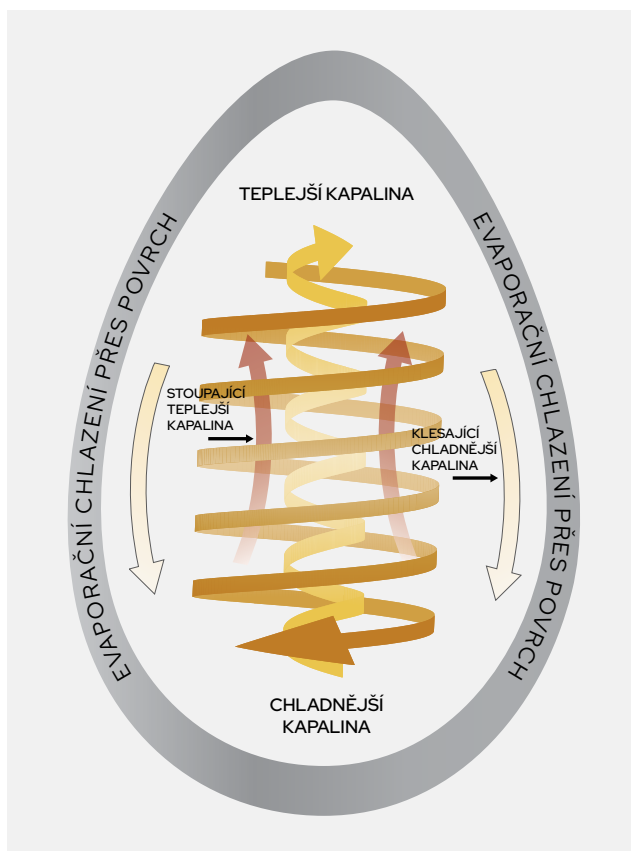 TEPLEJŠÍ KAPALINA
EVAPORAČNÍ CHLAZENÍ PŘES POVRCH
EVAPORAČNÍ CHLAZENÍ PŘES POVRCH
STOUPAJÍCÍ
TEPLEJŠÍ
KAPALINA
KLESAJÍCÍ
CHLADNĚJŠÍ
KAPALINA
CHLADNĚJŠÍ
KAPALINA